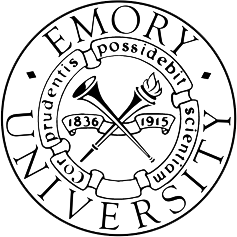 EMORY
UNIVERSITY
Cor prudentis possidebit scientiam
1836 1915